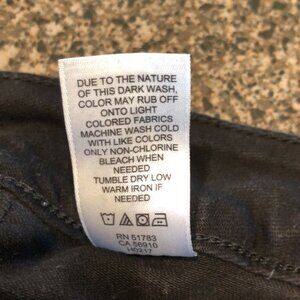 DUE TO THE NATURE
OF THIS DARK WASH,
COLOR MAY RUB OFF
ONTO LIGHT
COLORED FABRICS
MACHINE WASH COLD
WITH LIKE COLORS
ONLY NON-CHLORINE
BLEACH WHEN
NEEDED
TUMBLE DRY LOW
WARM IRON IF
NEEDED
RN 51783
CA 56910
H0217